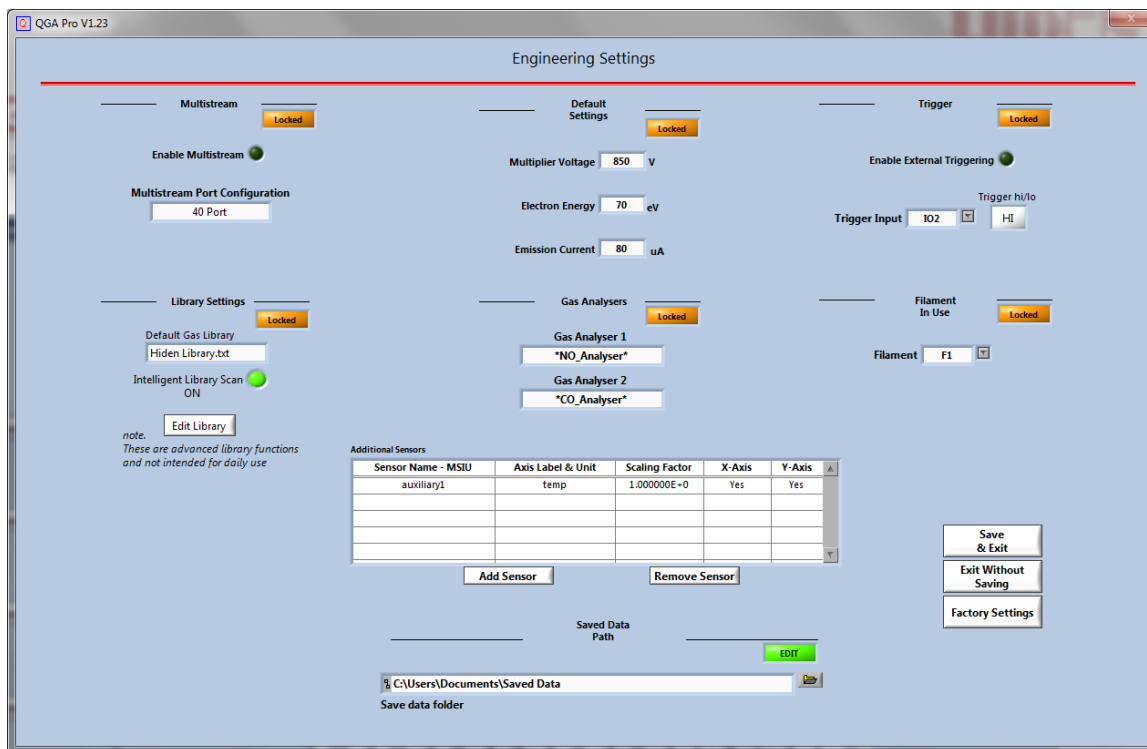 QGA Pro V1.23
Engineering Settings
Multistream
Locked
Enable Multistream
Multistream Port Configuration
40 Port
Default
Settings
Locked
Multiplier Voltage 850 V
Electron Energy 70 eV
Emission Current 80 uA
Trigger
Locked
Enable External Triggering
Trigger hi/lo
Trigger Input IO2 HI
Library Settings
Locked
Default Gas Library
Hiden Library.txt
Intelligent Library Scan
ON
Edit Library
note.
These are advanced library functions
and not intended for daily use
Gas Analysers
Locked
Gas Analyser 1
*NO_Analyser*
Gas Analyser 2
*CO_Analyser*
Filament
In Use
Locked
Filament F1
Additional Sensors
Sensor Name - MSIU Axis Label & Unit Scaling Factor X-Axis Y-Axis
auxiliary1 temp 1.000000E+0 Yes Yes
Add Sensor Remove Sensor
Save
& Exit
Exit Without
Saving
Factory Settings
Saved Data
Path
EDIT
C:\Users\Documents\Saved Data
Save data folder